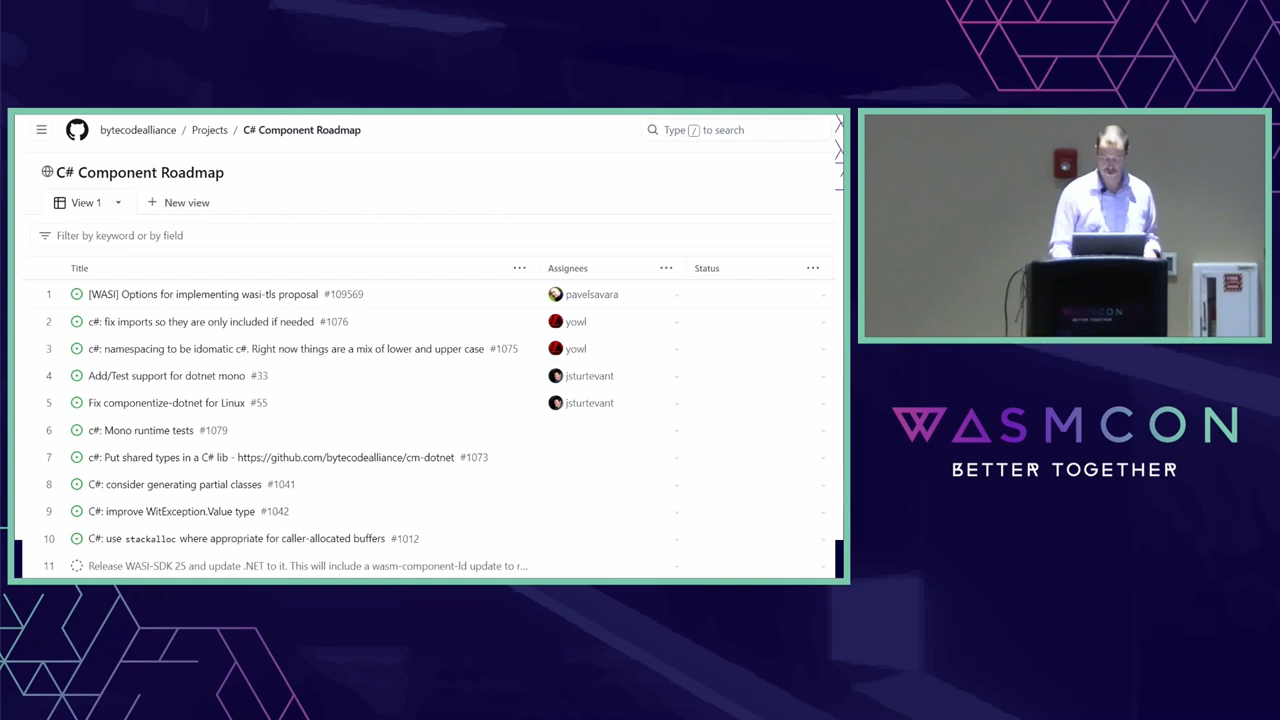 bytecodealliance / Projects / C# Component Roadmap
Type / to search
C# Component Roadmap
View 1
New view
Filter by keyword or by field
Title ... Assignees ... Status ...
1 [WASI] Options for implementing wasi-tls proposal #109569 pavelsavara
2 c#: fix imports so they are only included if needed #1076 yowl
3 c#: namespacing to be idomatic c#. Right now things are a mix of lower and upper case #1075 yowl
4 Add/Test support for dotnet mono #33 jsturtevant
5 Fix componentize-dotnet for Linux #55 jsturtevant
6 c#: Mono runtime tests #1079
7 c#: Put shared types in a C# lib - https://github.com/bytecodealliance/cm-dotnet #1073
8 C#: consider generating partial classes #1041
9 C#: improve WitException.Value type #1042
10 C#: use stackalloc where appropriate for caller-allocated buffers #1012
11 Release WASI-SDK 25 and update .NET to it. This will include a wasm-component-ld update to r...
WASMCON
BETTER TOGETHER
WASMCON
BETTER TOGETHER